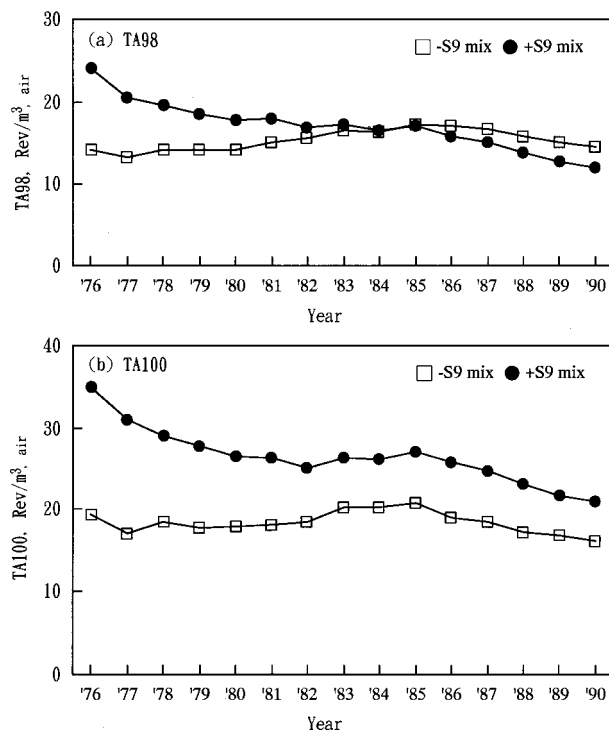 (a) TA98
-S9 mix +S9 mix
TA98, Rev/m³, air
30
20
10
0
'76 '77 '78 '79 '80 '81 '82 '83 '84 '85 '86 '87 '88 '89 '90
Year
(b) TA100
-S9 mix +S9 mix
TA100. Rev/m³, air
40
30
20
10
0
'76 '77 '78 '79 '80 '81 '82 '83 '84 '85 '86 '87 '88 '89 '90
Year